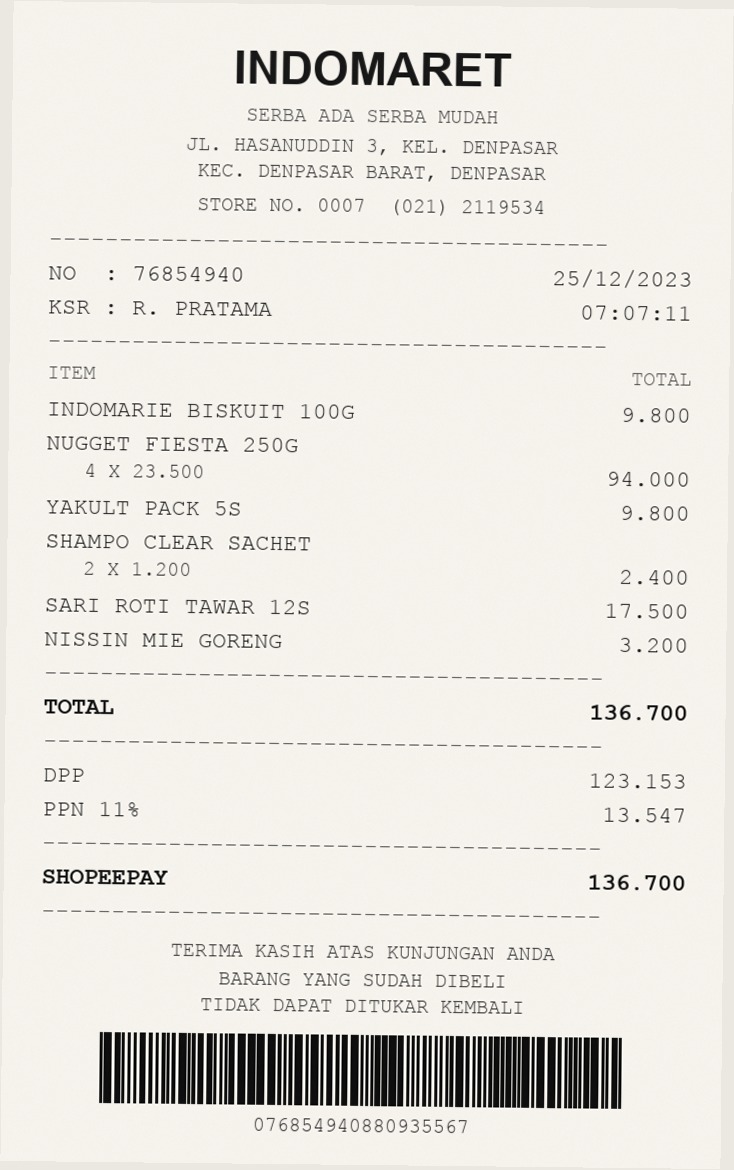 INDOMARET
SERBA ADA SERBA MUDAH
JL. HASANUDDIN 3, KEL. DENPASAR
KEC. DENPASAR BARAT, DENPASAR
STORE NO. 0007 (021) 2119534
----------------------------------------
NO : 76854940 25/12/2023
KSR : R. PRATAMA 07:07:11
----------------------------------------
ITEM TOTAL
INDOMARIE BISKUIT 100G 9.800
NUGGET FIESTA 250G
4 X 23.500 94.000
YAKULT PACK 5S 9.800
SHAMPO CLEAR SACHET
2 X 1.200 2.400
SARI ROTI TAWAR 12S 17.500
NISSIN MIE GORENG 3.200
----------------------------------------
TOTAL 136.700
----------------------------------------
DPP 123.153
PPN 11% 13.547
----------------------------------------
SHOPEEPAY 136.700
----------------------------------------
TERIMA KASIH ATAS KUNJUNGAN ANDA
BARANG YANG SUDAH DIBELI
TIDAK DAPAT DITUKAR KEMBALI
076854940880935567